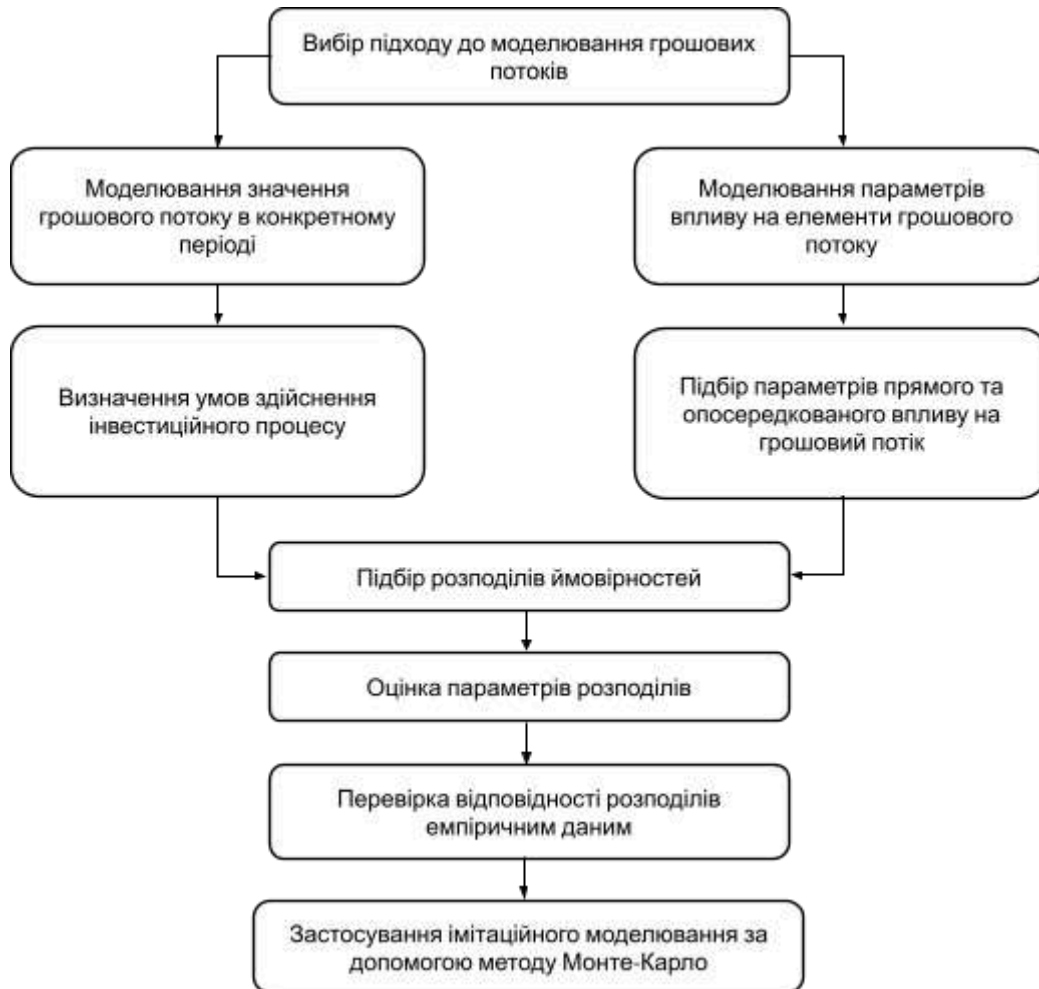 Вибір підходу до моделювання грошових
потоків
Моделювання значення
грошового потоку в конкретному
періоді
Моделювання параметрів
впливу на елементи грошового
потоку
Визначення умов здійснення
інвестиційного процесу
Підбір параметрів прямого та
опосередкованого впливу на
грошовий потік
Підбір розподілів ймовірностей
Оцінка параметрів розподілів
Перевірка відповідності розподілів
емпіричним даним
Застосування імітаційного моделювання за
допомогою методу Монте-Карло